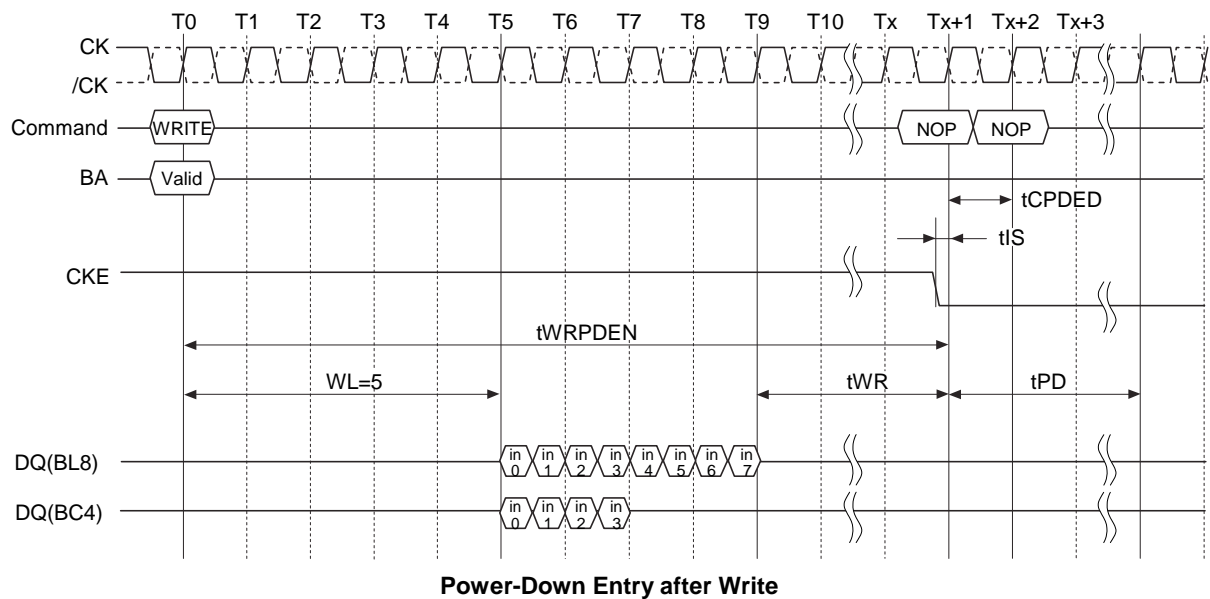 T0 T1 T2 T3 T4 T5 T6 T7 T8 T9 T10 Tx Tx+1 Tx+2 Tx+3
CK
/CK
Command WRITE NOP NOP
BA Valid
tCPDED
tIS
CKE
tWRPDEN
WL=5 tWR tPD
DQ(BL8) in 0 in 1 in 2 in 3 in 4 in 5 in 6 in 7
DQ(BC4) in 0 in 1 in 2 in 3
Power-Down Entry after Write